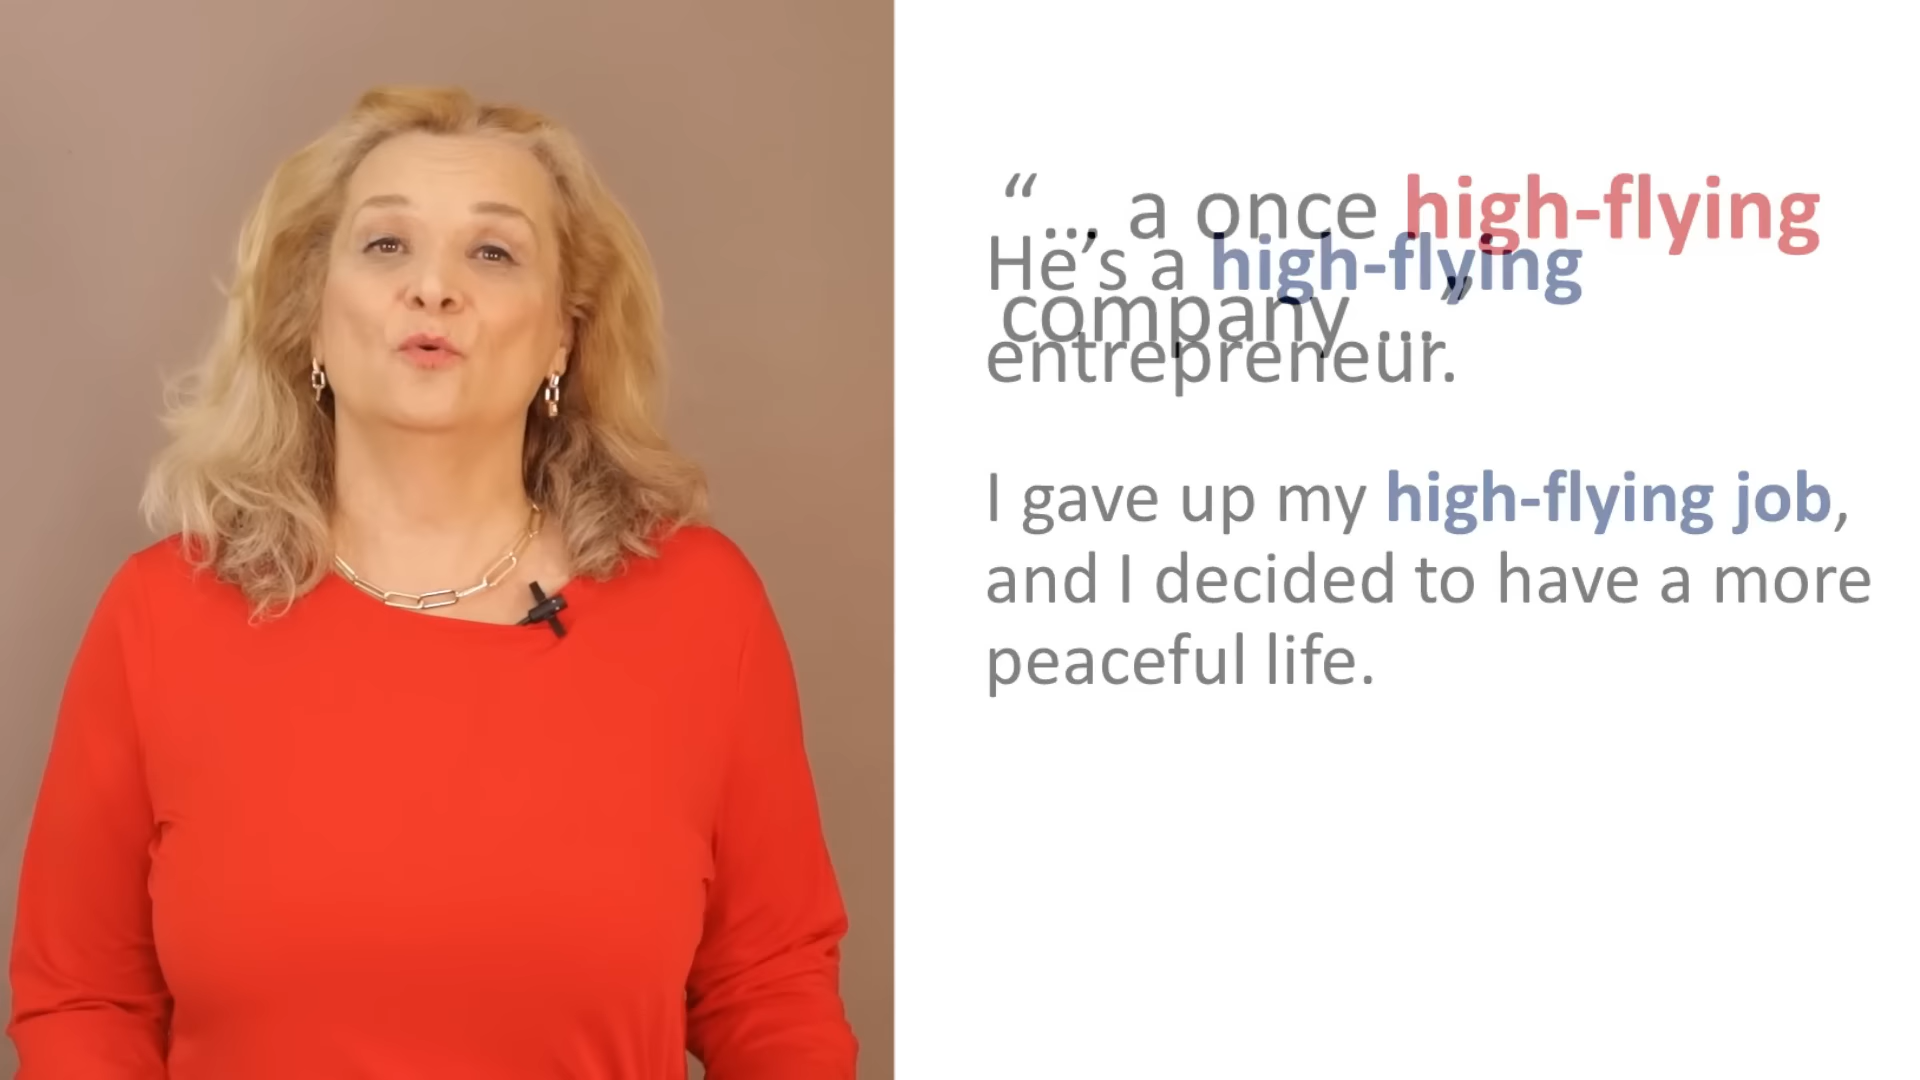 “... a once high-flying
company ...”
He’s a high-flying
entrepreneur.
I gave up my high-flying job,
and I decided to have a more
peaceful life.